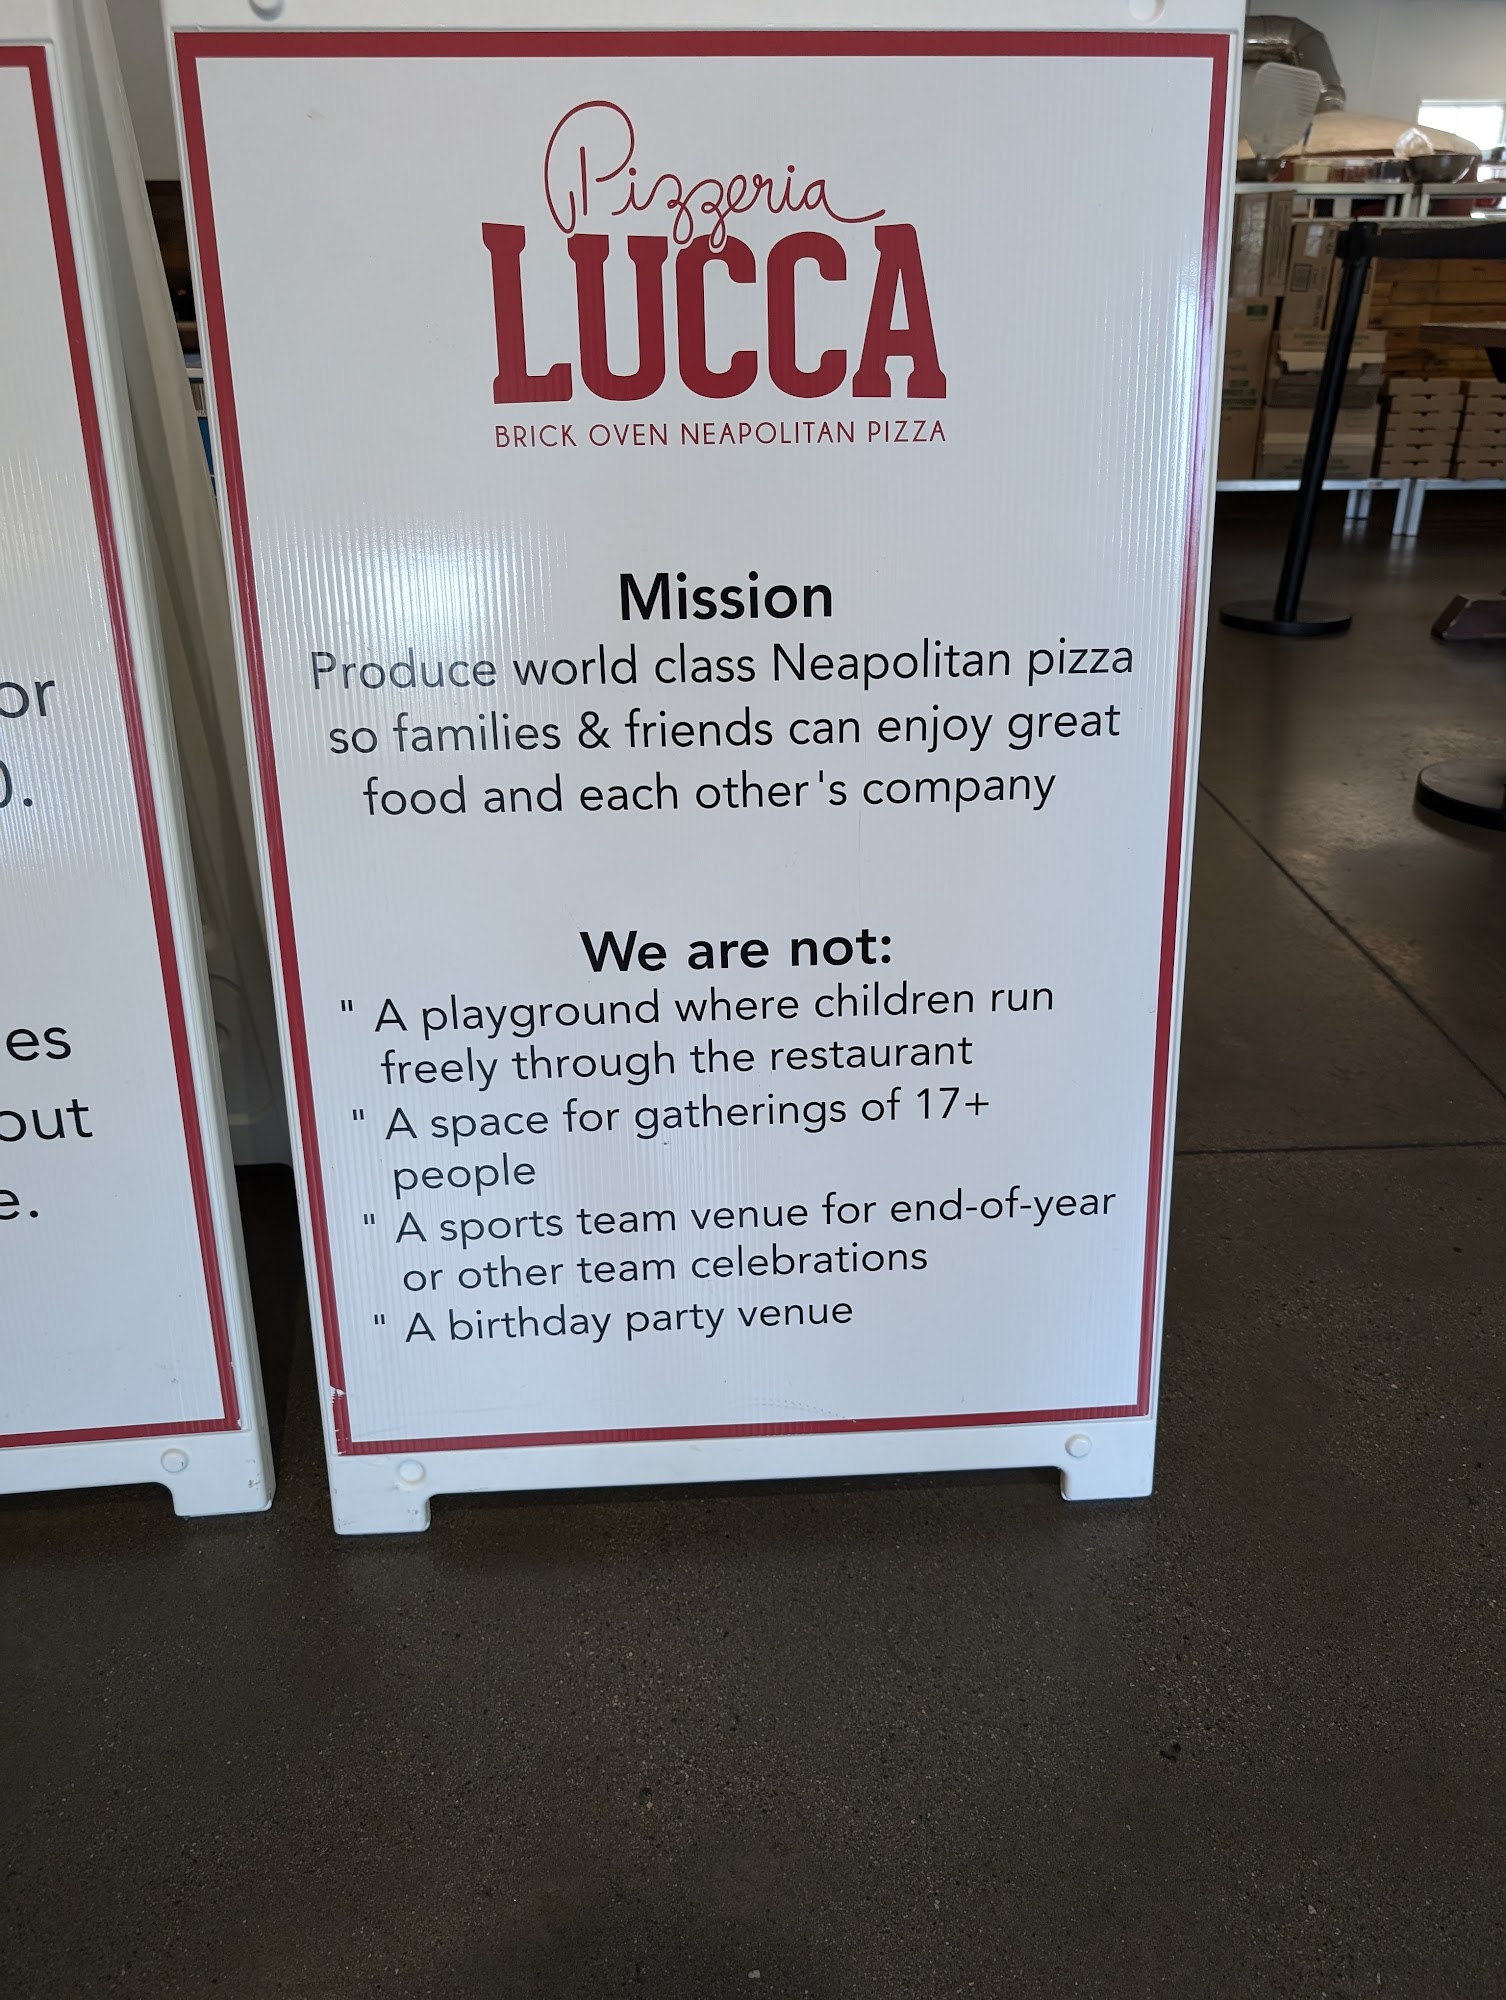 Pizzeria
LUCCA
BRICK OVEN NEAPOLITAN PIZZA
Mission
Produce world class Neapolitan pizza
so families & friends can enjoy great
food and each other's company
We are not:
" A playground where children run
freely through the restaurant
" A space for gatherings of 17+
people
" A sports team venue for end-of-year
or other team celebrations
" A birthday party venue
or
.
es
out
e.